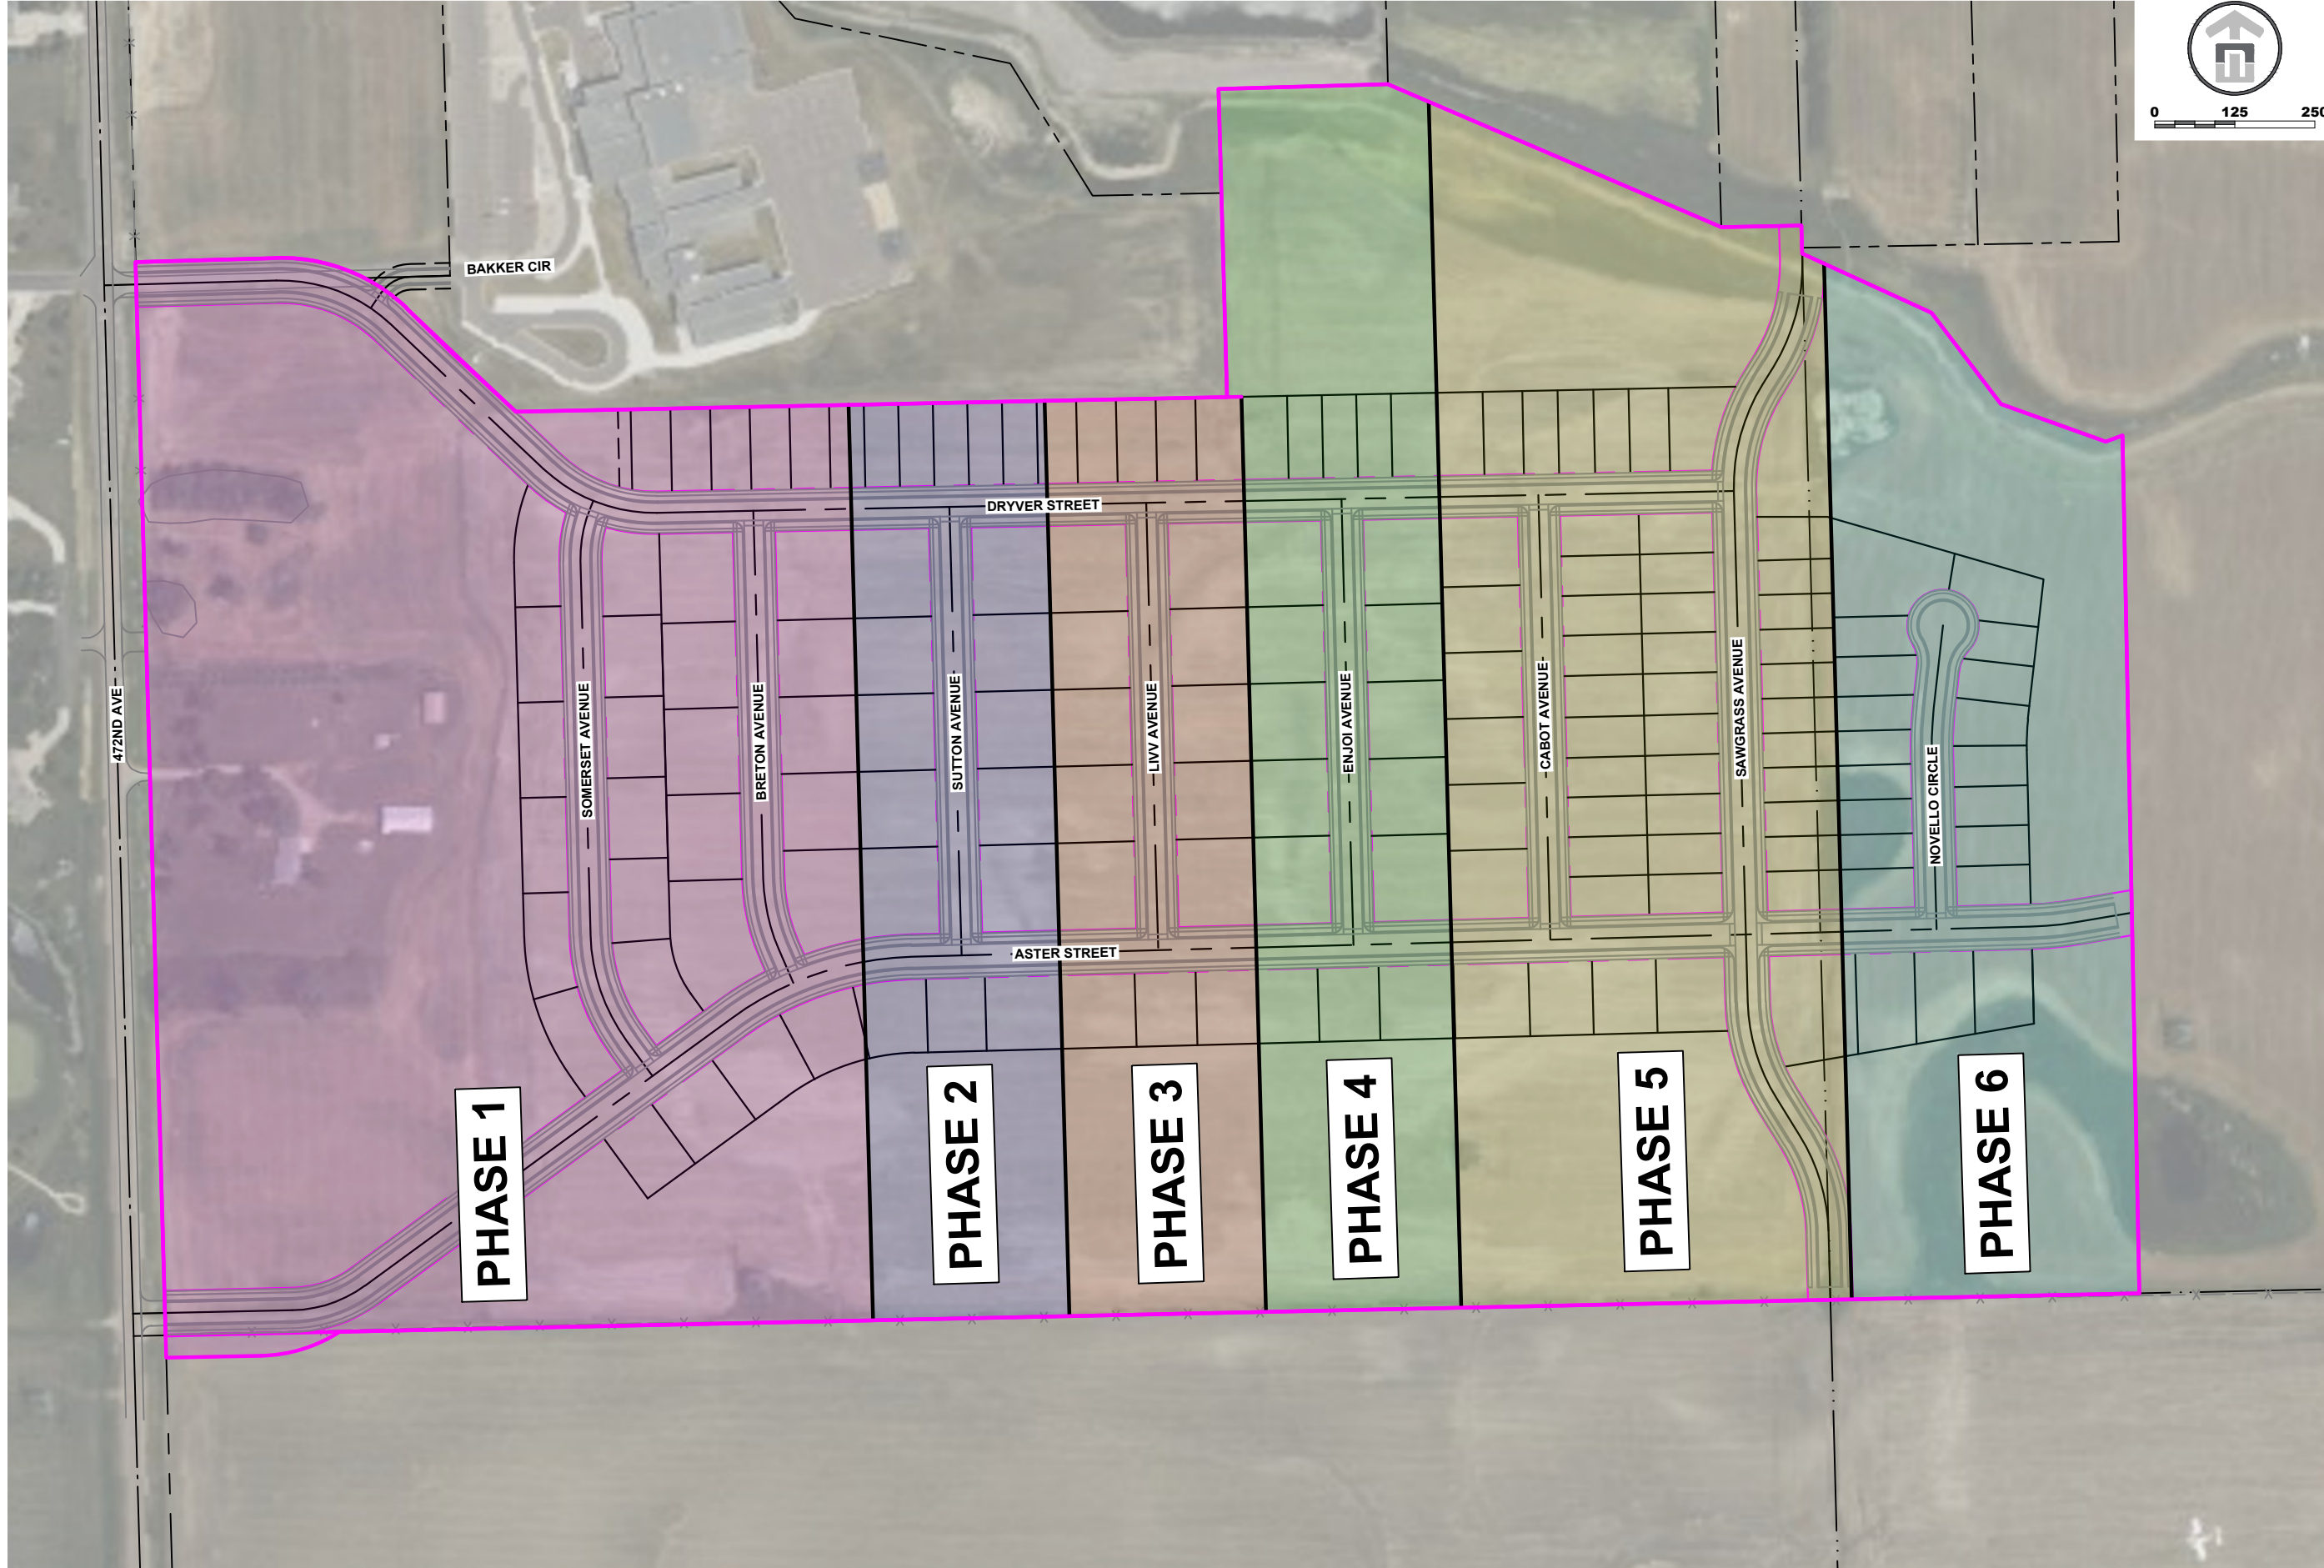 0 125 250
BAKKER CIR
DRYVER STREET
472ND AVE
SOMERSET AVENUE
BRETON AVENUE
SUTTON AVENUE
LIVV AVENUE
ENJOI AVENUE
CABOT AVENUE
SAWGRASS AVENUE
NOVELLO CIRCLE
ASTER STREET
PHASE 1
PHASE 2
PHASE 3
PHASE 4
PHASE 5
PHASE 6